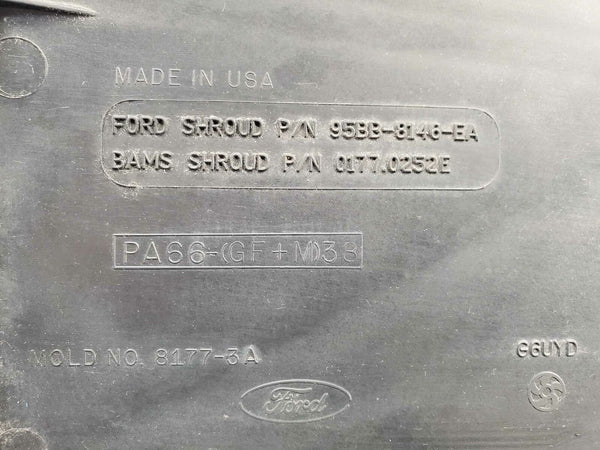 MADE IN USA
FORD SHROUD P/N 95BB-8146-EA
BAMS SHROUD P/N 0177.0252E
PA66-(GF+M)38
MOLD NO. 8177-3A
G6UYD
Ford